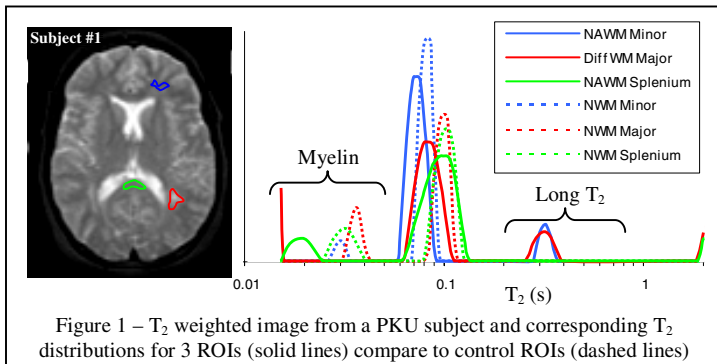 Subject #1
NAWM Minor
Diff WM Major
NAWM Splenium
NWM Minor
NWM Major
NWM Splenium
Myelin
Long T₂
0.01
0.1
1
T₂ (s)
Figure 1 – T₂ weighted image from a PKU subject and corresponding T₂
distributions for 3 ROIs (solid lines) compare to control ROIs (dashed lines)